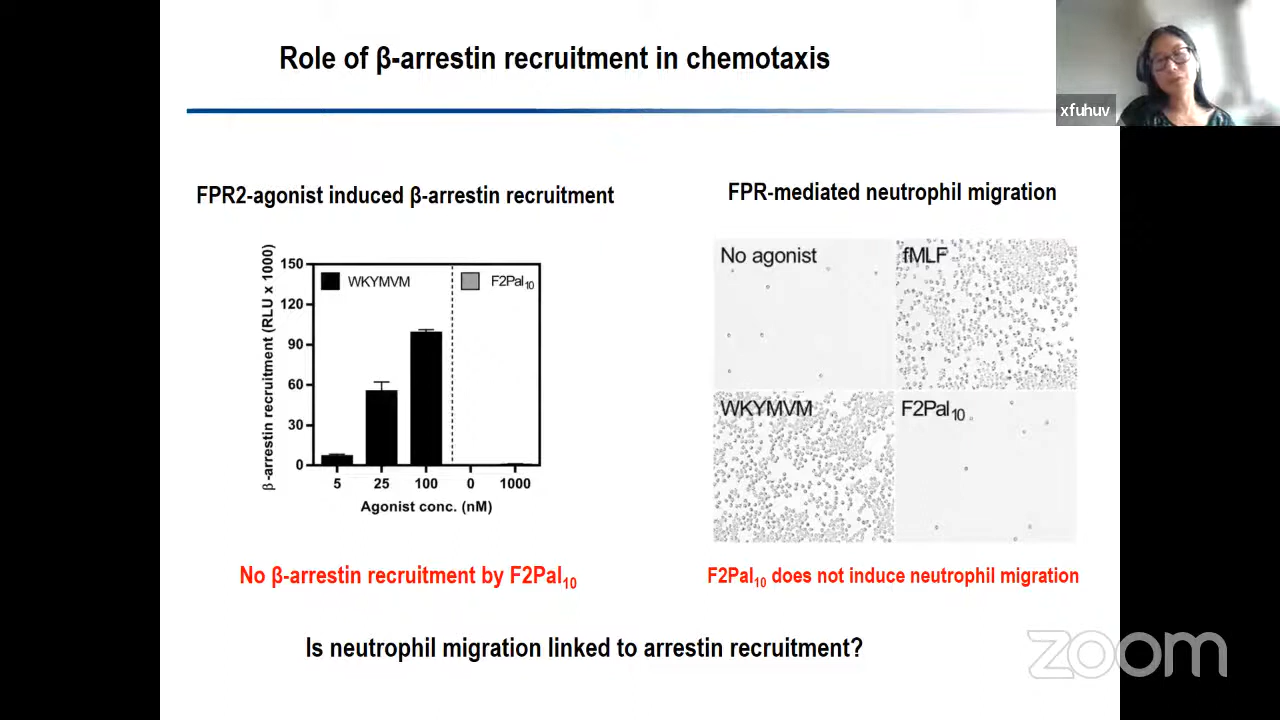 Role of β-arrestin recruitment in chemotaxis
xfuhuv
FPR2-agonist induced β-arrestin recruitment
β-arrestin recruitment (RLU x 1000)
150
120
90
60
30
0
WKYMVM
F2Pal10
5 25 100 0 1000
Agonist conc. (nM)
No β-arrestin recruitment by F2Pal10
FPR-mediated neutrophil migration
No agonist
fMLF
WKYMVM
F2Pal10
F2Pal10 does not induce neutrophil migration
Is neutrophil migration linked to arrestin recruitment?
zoom